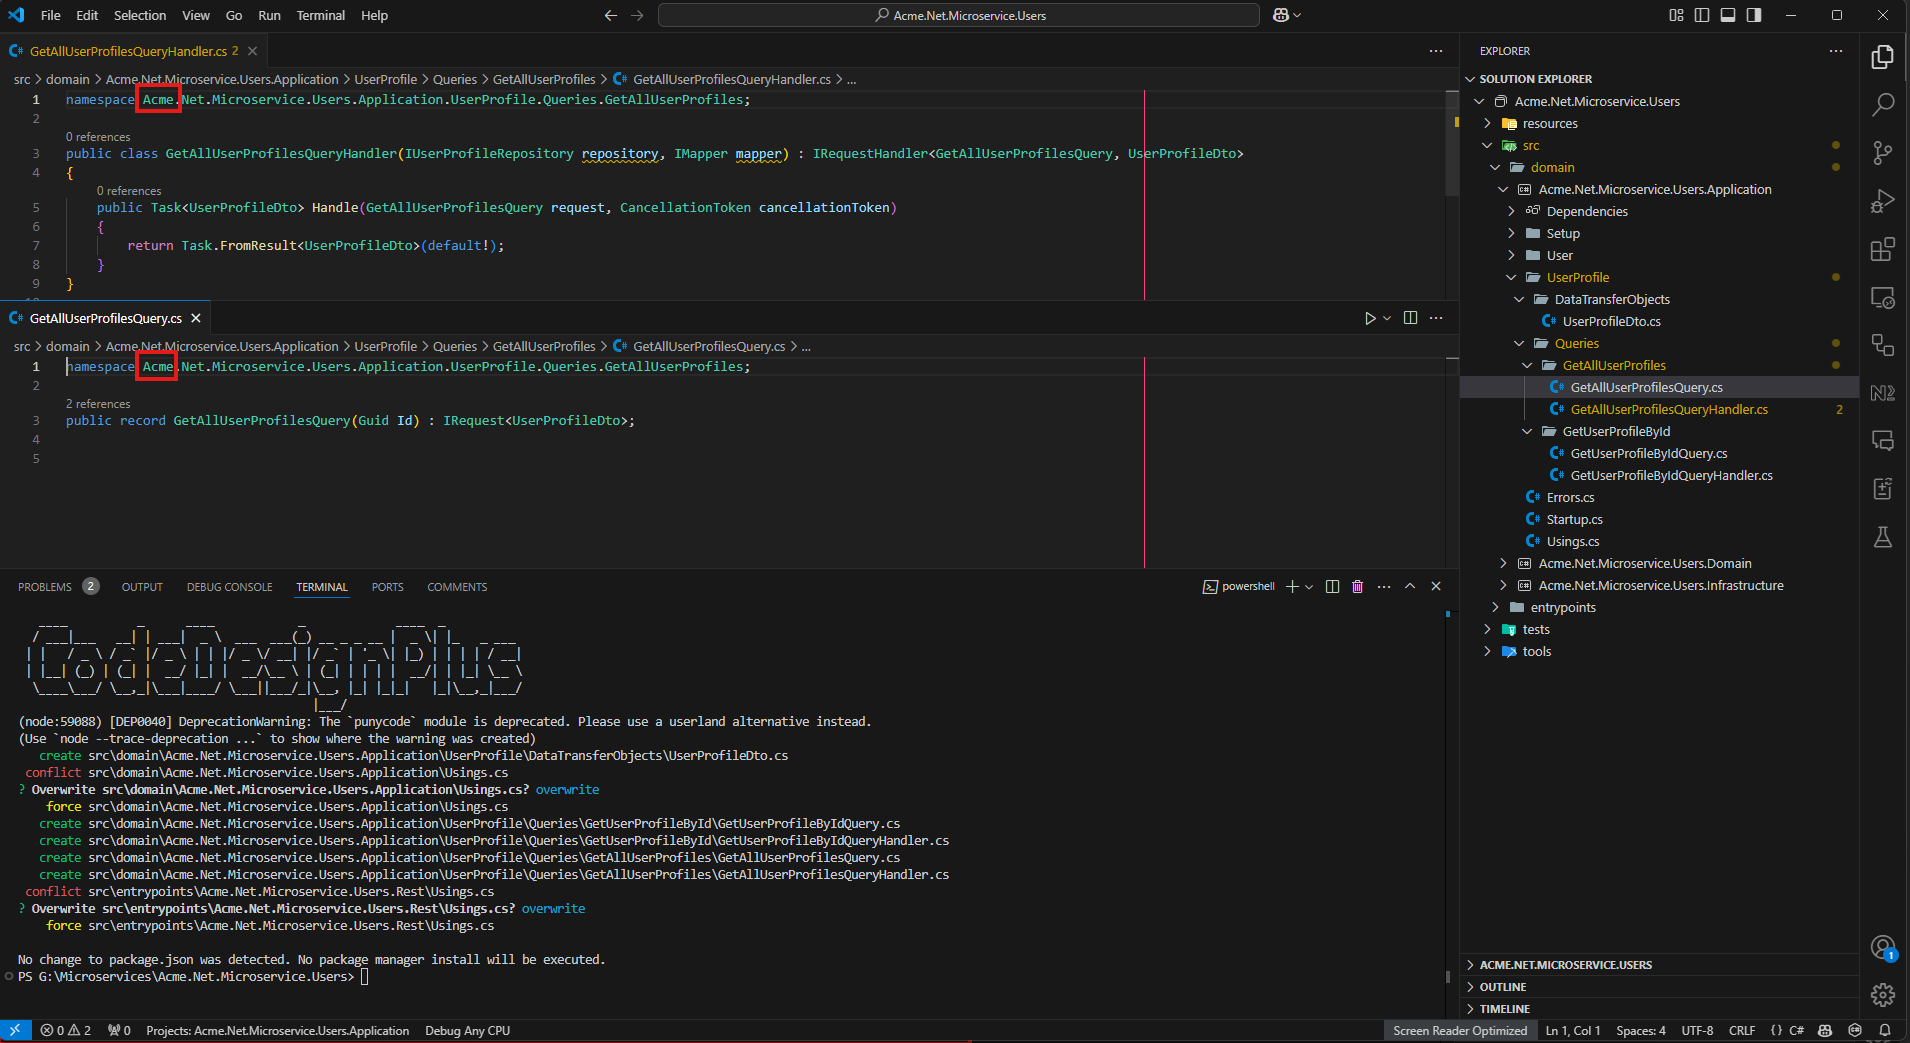 File Edit Selection View Go Run Terminal Help
Acme.Net.Microservice.Users
GetAllUserProfilesQueryHandler.cs 2
src > domain > Acme.Net.Microservice.Users.Application > UserProfile > Queries > GetAllUserProfiles > GetAllUserProfilesQueryHandler.cs > ...
1 namespace Acme.Net.Microservice.Users.Application.UserProfile.Queries.GetAllUserProfiles;
2
0 references
3 public class GetAllUserProfilesQueryHandler(IUserProfileRepository repository, IMapper mapper) : IRequestHandler<GetAllUserProfilesQuery, UserProfileDto>
4 {
0 references
5 public Task<UserProfileDto> Handle(GetAllUserProfilesQuery request, CancellationToken cancellationToken)
6 {
7 return Task.FromResult<UserProfileDto>(default!);
8 }
9 }
GetAllUserProfilesQuery.cs
src > domain > Acme.Net.Microservice.Users.Application > UserProfile > Queries > GetAllUserProfiles > GetAllUserProfilesQuery.cs > ...
1 namespace Acme.Net.Microservice.Users.Application.UserProfile.Queries.GetAllUserProfiles;
2
2 references
3 public record GetAllUserProfilesQuery(Guid Id) : IRequest<UserProfileDto>;
4
5
PROBLEMS 2 OUTPUT DEBUG CONSOLE TERMINAL PORTS COMMENTS
powershell
CodeDesignPlus
(node:59088) [DEP0040] DeprecationWarning: The `punycode` module is deprecated. Please use a userland alternative instead.
(Use `node --trace-deprecation ...` to show where the warning was created)
create src\domain\Acme.Net.Microservice.Users.Application\UserProfile\DataTransferObjects\UserProfileDto.cs
conflict src\domain\Acme.Net.Microservice.Users.Application\Usings.cs
? Overwrite src\domain\Acme.Net.Microservice.Users.Application\Usings.cs? overwrite
force src\domain\Acme.Net.Microservice.Users.Application\Usings.cs
create src\domain\Acme.Net.Microservice.Users.Application\UserProfile\Queries\GetUserProfileById\GetUserProfileByIdQuery.cs
create src\domain\Acme.Net.Microservice.Users.Application\UserProfile\Queries\GetUserProfileById\GetUserProfileByIdQueryHandler.cs
create src\domain\Acme.Net.Microservice.Users.Application\UserProfile\Queries\GetAllUserProfiles\GetAllUserProfilesQuery.cs
create src\domain\Acme.Net.Microservice.Users.Application\UserProfile\Queries\GetAllUserProfiles\GetAllUserProfilesQueryHandler.cs
conflict src\entrypoints\Acme.Net.Microservice.Users.Rest\Usings.cs
? Overwrite src\entrypoints\Acme.Net.Microservice.Users.Rest\Usings.cs? overwrite
force src\entrypoints\Acme.Net.Microservice.Users.Rest\Usings.cs
No change to package.json was detected. No package manager install will be executed.
PS G:\Microservices\Acme.Net.Microservice.Users>
EXPLORER
SOLUTION EXPLORER
Acme.Net.Microservice.Users
resources
src
domain
Acme.Net.Microservice.Users.Application
Dependencies
Setup
User
UserProfile
DataTransferObjects
UserProfileDto.cs
Queries
GetAllUserProfiles
GetAllUserProfilesQuery.cs
GetAllUserProfilesQueryHandler.cs 2
GetUserProfileById
GetUserProfileByIdQuery.cs
GetUserProfileByIdQueryHandler.cs
Errors.cs
Startup.cs
Usings.cs
Acme.Net.Microservice.Users.Domain
Acme.Net.Microservice.Users.Infrastructure
entrypoints
tests
tools
ACME.NET.MICROSERVICE.USERS
OUTLINE
TIMELINE
1
0 2 0 Projects: Acme.Net.Microservice.Users.Application Debug Any CPU
Screen Reader Optimized Ln 1, Col 1 Spaces: 4 UTF-8 CRLF {} C#